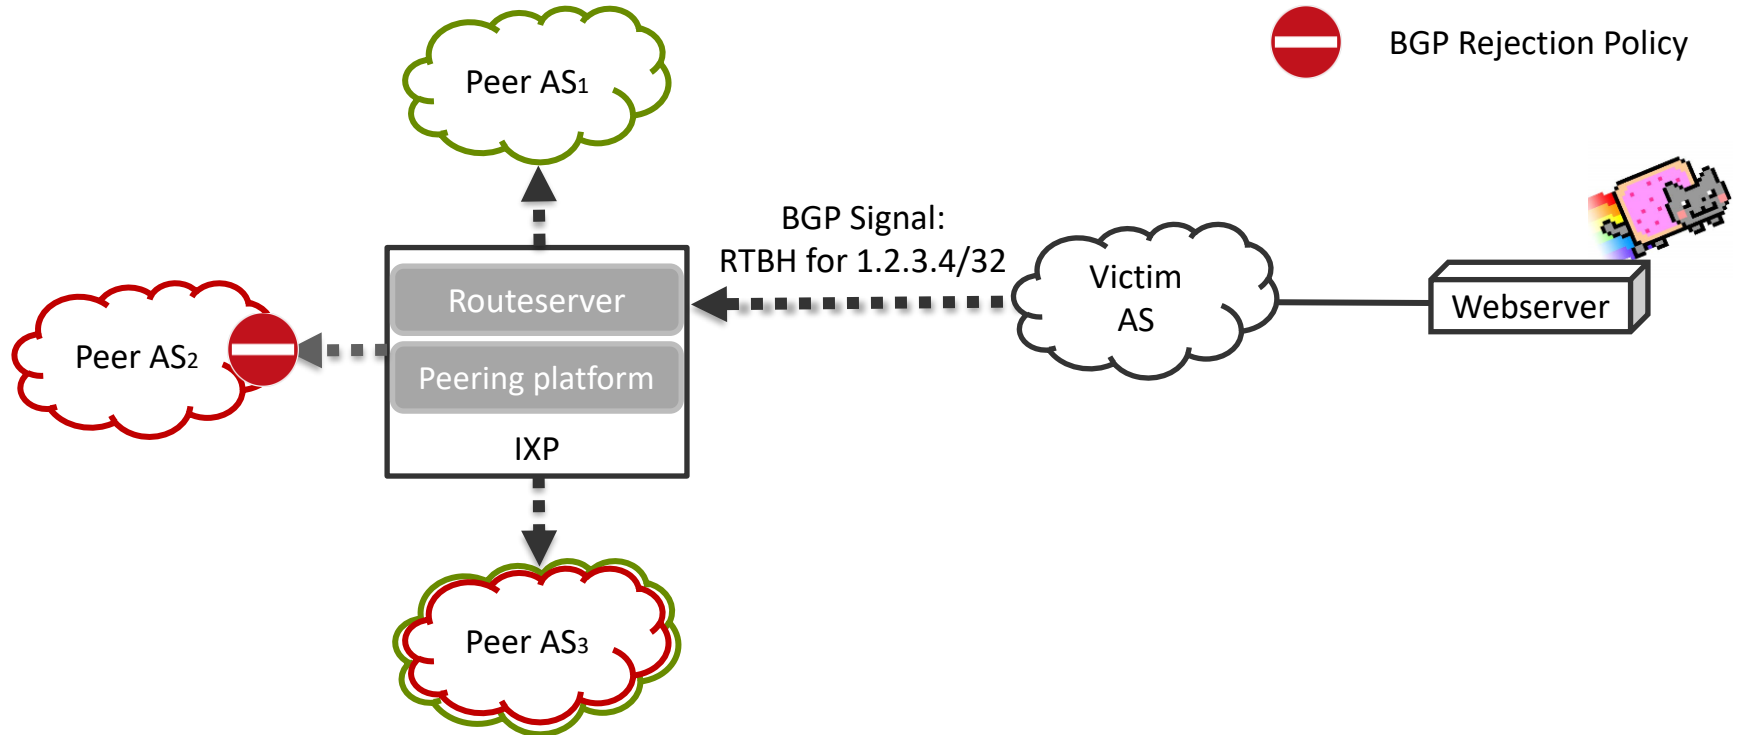 Peer AS1
BGP Rejection Policy
BGP Signal:
RTBH for 1.2.3.4/32
Victim
AS
Webserver
Routeserver
Peering platform
IXP
Peer AS2
Peer AS3